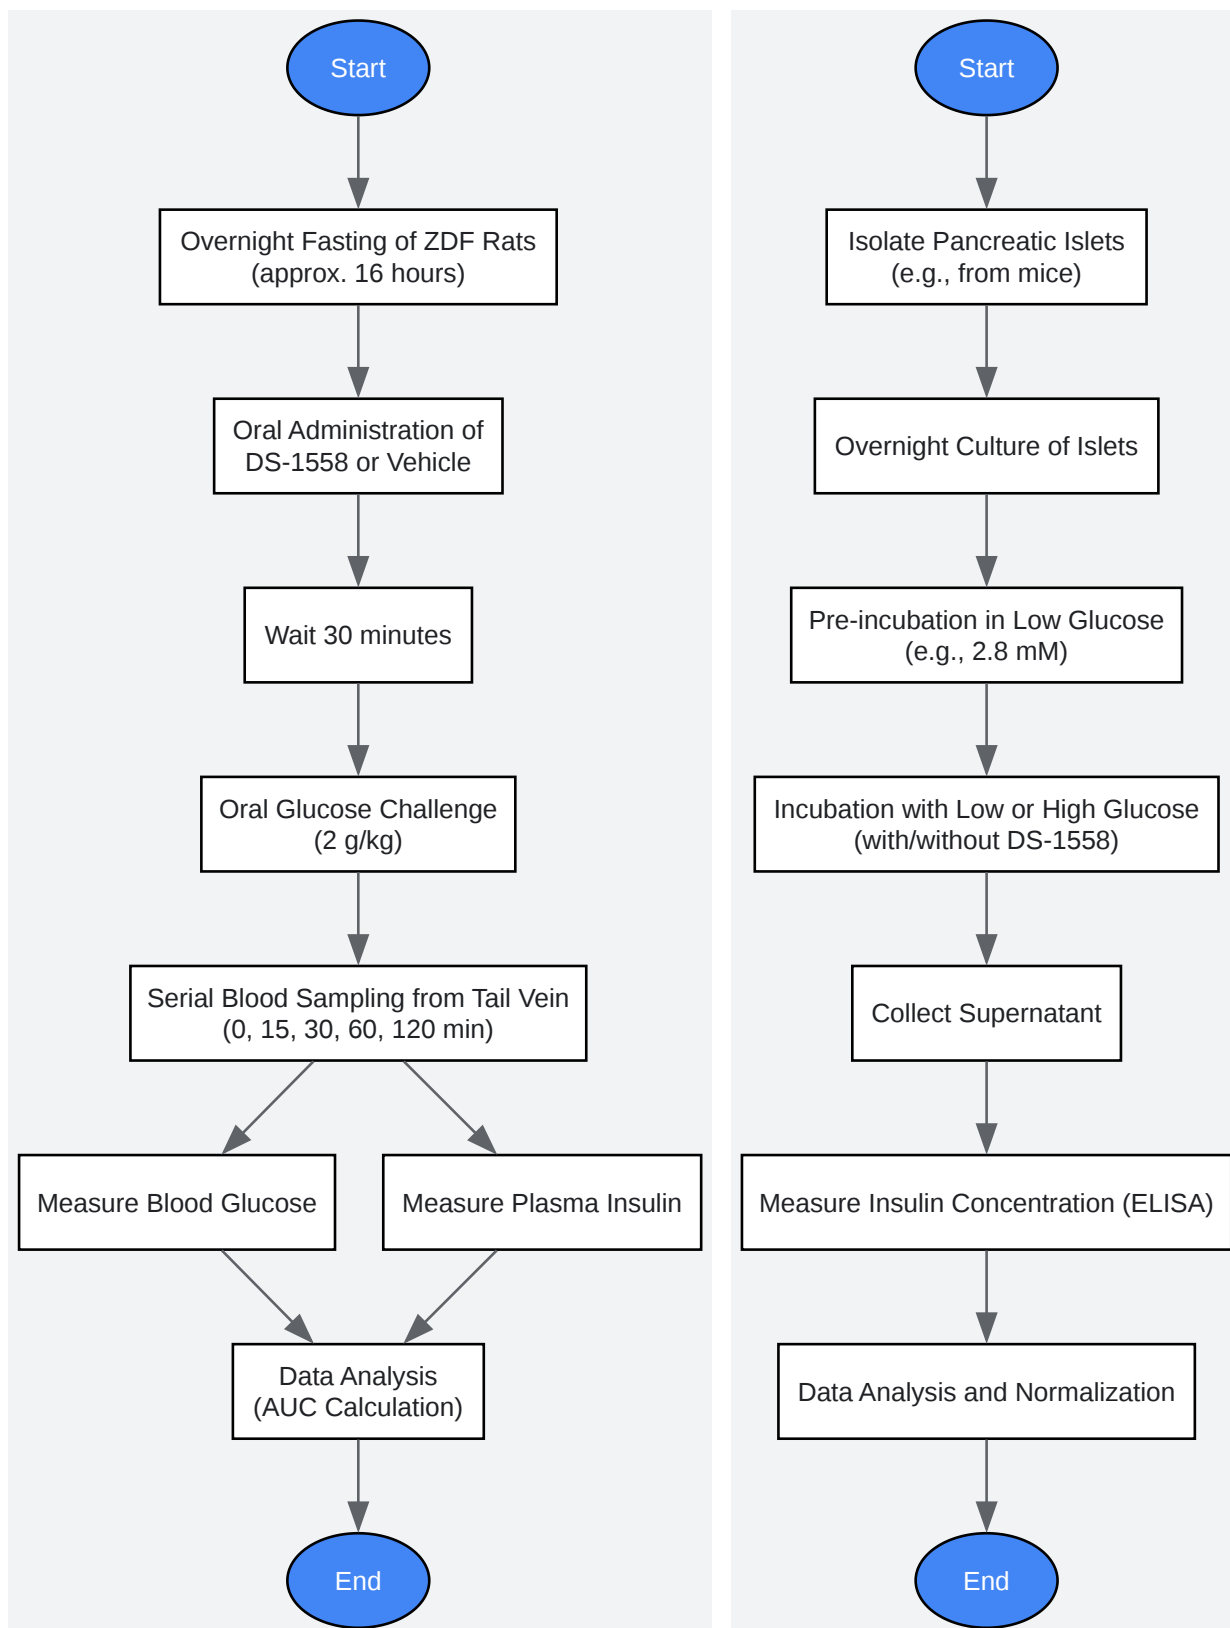 Start
Overnight Fasting of ZDF Rats
(approx. 16 hours)
Oral Administration of
DS-1558 or Vehicle
Wait 30 minutes
Oral Glucose Challenge
(2 g/kg)
Serial Blood Sampling from Tail Vein
(0, 15, 30, 60, 120 min)
Measure Blood Glucose
Measure Plasma Insulin
Data Analysis
(AUC Calculation)
End
Start
Isolate Pancreatic Islets
(e.g., from mice)
Overnight Culture of Islets
Pre-incubation in Low Glucose
(e.g., 2.8 mM)
Incubation with Low or High Glucose
(with/without DS-1558)
Collect Supernatant
Measure Insulin Concentration (ELISA)
Data Analysis and Normalization
End